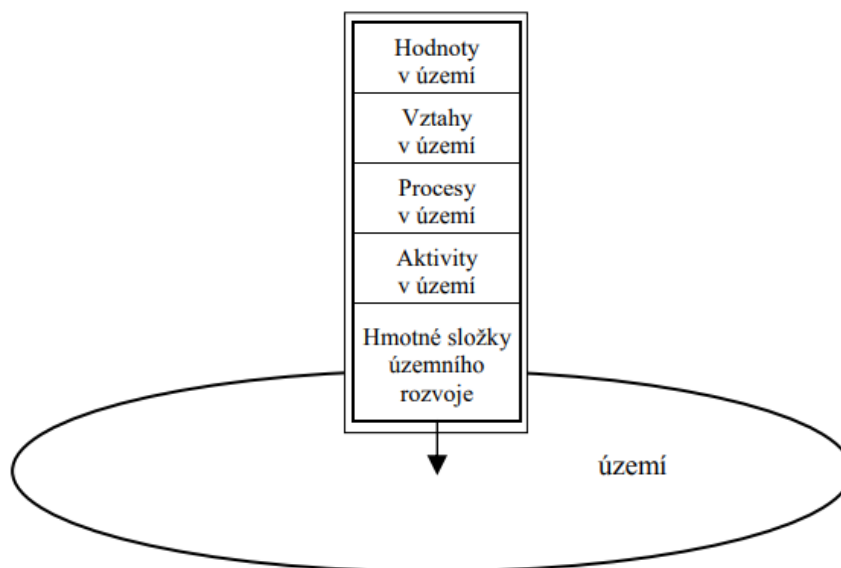 Hodnoty
v území
Vztahy
v území
Procesy
v území
Aktivity
v území
Hmotné složky
územního
rozvoje
území